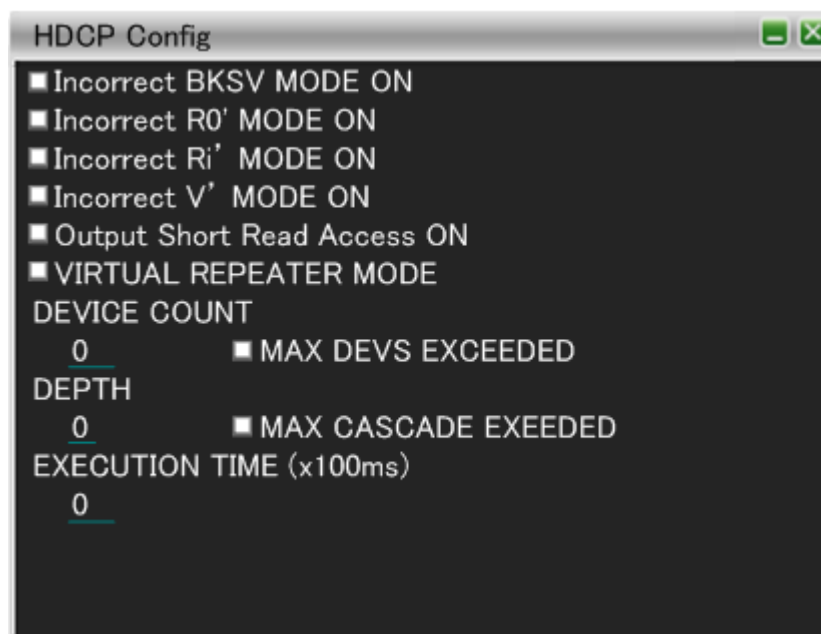 HDCP Config
Incorrect BKSV MODE ON
Incorrect R0' MODE ON
Incorrect Ri’ MODE ON
Incorrect V’ MODE ON
Output Short Read Access ON
VIRTUAL REPEATER MODE
DEVICE COUNT
0 MAX DEVS EXCEEDED
DEPTH
0 MAX CASCADE EXEEDED
EXECUTION TIME (x100ms)
0